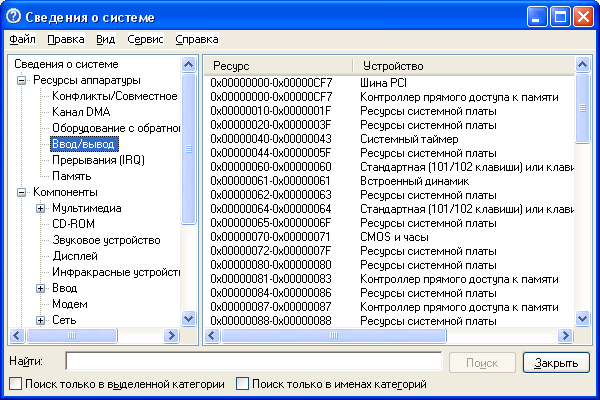 Сведения о системе
Файл Правка Вид Сервис Справка
Сведения о системе
Ресурсы аппаратуры
Конфликты/Совместное
Канал DMA
Оборудование с обратно
Ввод/вывод
Прерывания (IRQ)
Память
Компоненты
Мультимедиа
CD-ROM
Звуковое устройство
Дисплей
Инфракрасные устройст
Ввод
Модем
Сеть
Ресурс Устройство
0x00000000-0x00000CF7 Шина PCI
0x00000000-0x00000CF7 Контроллер прямого доступа к памяти
0x00000010-0x0000001F Ресурсы системной платы
0x00000020-0x0000003F Ресурсы системной платы
0x00000040-0x00000043 Системный таймер
0x00000044-0x0000005F Ресурсы системной платы
0x00000060-0x00000060 Стандартная (101/102 клавиши) или клави
0x00000061-0x00000061 Встроенный динамик
0x00000062-0x00000063 Ресурсы системной платы
0x00000064-0x00000064 Стандартная (101/102 клавиши) или клави
0x00000065-0x0000006F Ресурсы системной платы
0x00000070-0x00000071 CMOS и часы
0x00000072-0x0000007F Ресурсы системной платы
0x00000080-0x00000080 Ресурсы системной платы
0x00000081-0x00000083 Контроллер прямого доступа к памяти
0x00000084-0x00000086 Ресурсы системной платы
0x00000087-0x00000087 Контроллер прямого доступа к памяти
0x00000088-0x00000088 Ресурсы системной платы
Найти: Поиск Закрыть
Поиск только в выделенной категории Поиск только в именах категорий